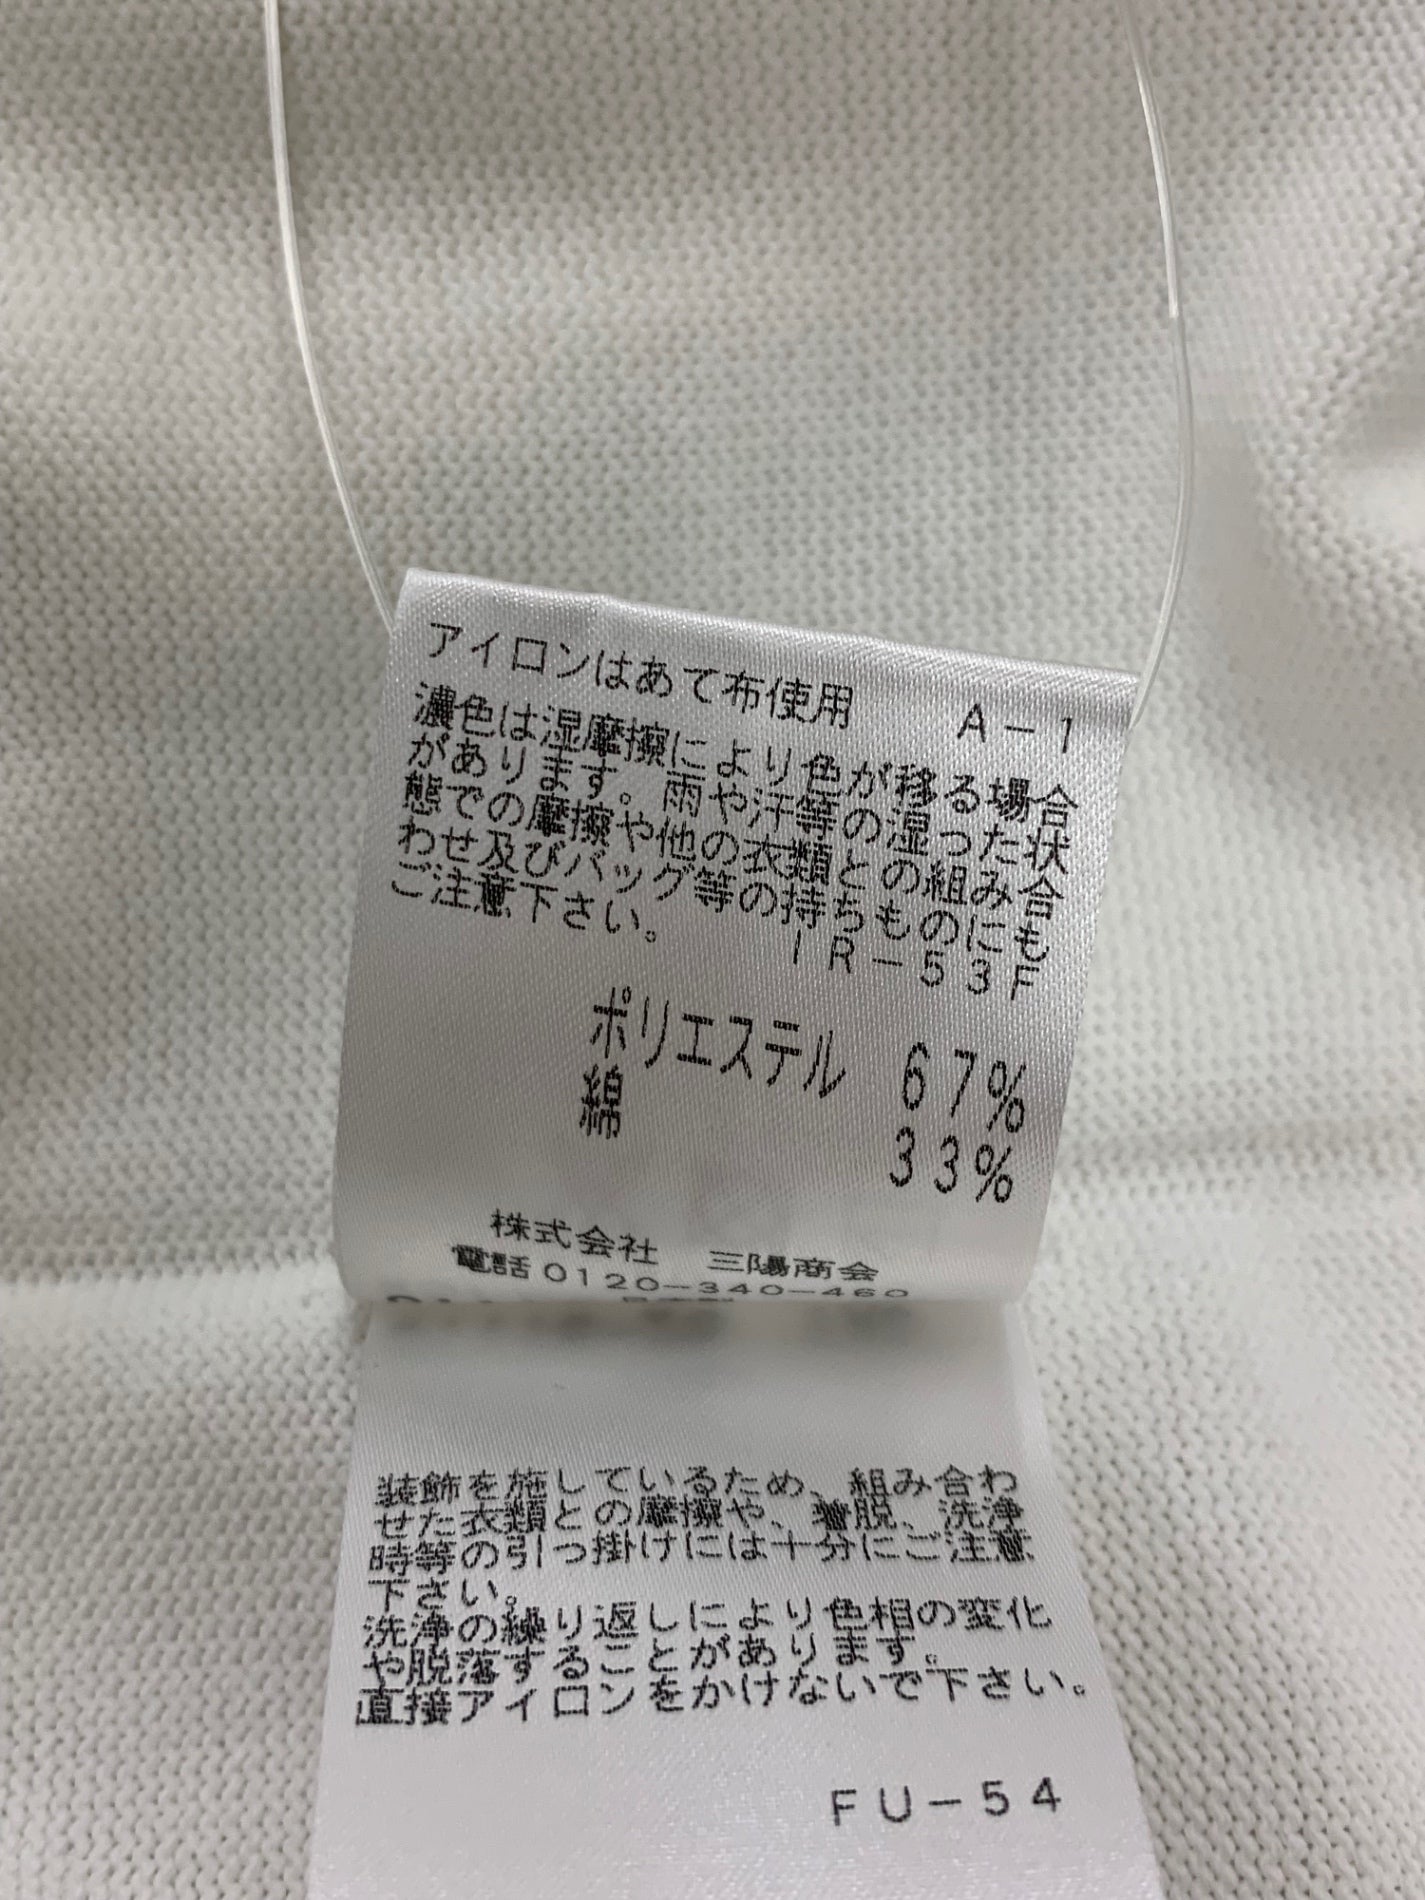 アイロンはあて布使用 A-1
濃色は湿摩擦により色が移る場合
があります。雨や汗等の湿った状
態での摩擦や他の衣類との組み合
わせ及びバッグ等の持ちものにも
ご注意下さい。 IR-53F
ポリエステル 67%
綿 33%
株式会社 三陽商会
電話0120-340-460
装飾を施しているため、組み合わ
せた衣類との摩擦や、着脱、洗浄
時等の引っ掛けには十分にご注意
下さい。
洗浄の繰り返しにより色相の変化
や脱落することがあります。
直接アイロンをかけないで下さい。
FU-54